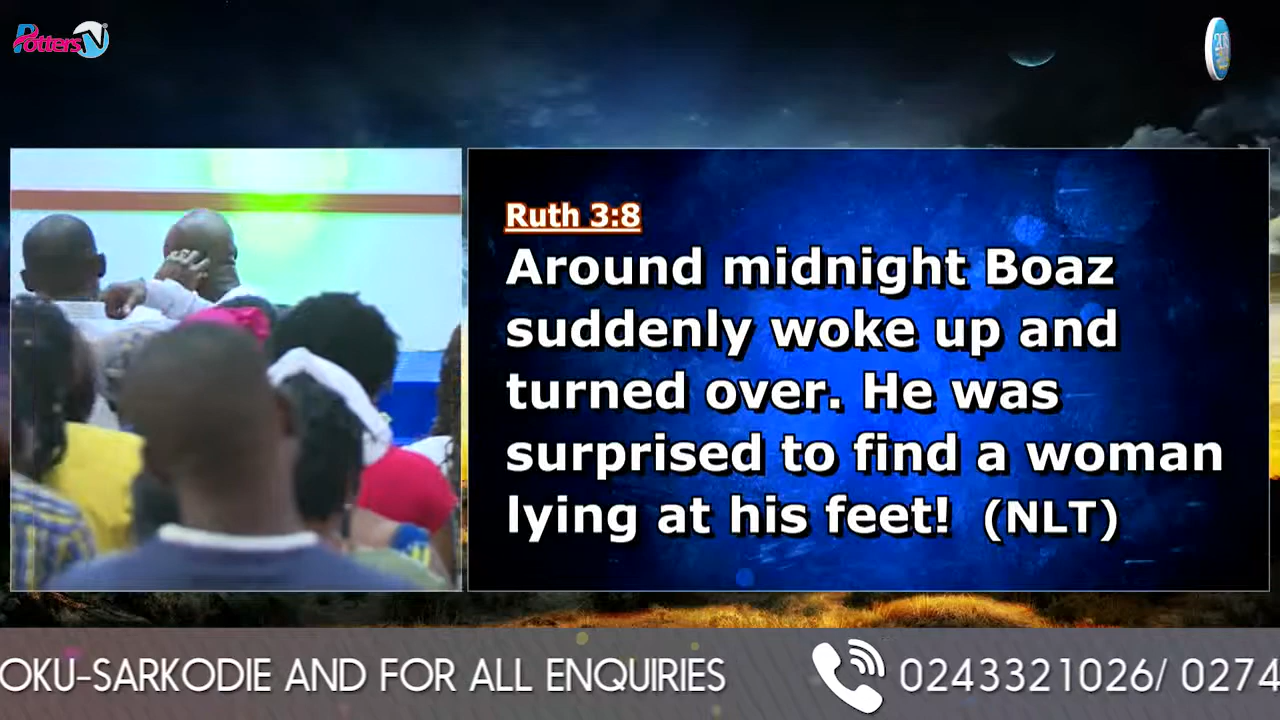 PottersTV
Ruth 3:8
Around midnight Boaz
suddenly woke up and
turned over. He was
surprised to find a woman
lying at his feet! (NLT)
OKU-SARKODIE AND FOR ALL ENQUIRIES
0243321026/ 0274